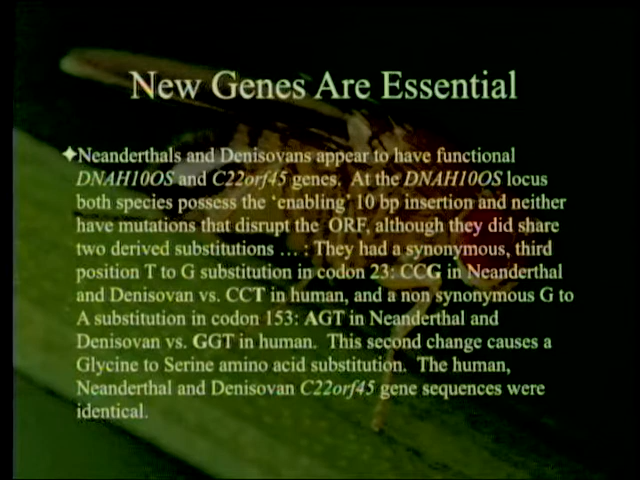 New Genes Are Essential
✦Neanderthals and Denisovans appear to have functional
DNAH10OS and C22orf45 genes. At the DNAH10OS locus
both species possess the 'enabling' 10 bp insertion and neither
have mutations that disrupt the ORF, although they did share
two derived substitutions … : They had a synonymous, third
position T to G substitution in codon 23: CCG in Neanderthal
and Denisovan vs. CCT in human, and a non synonymous G to
A substitution in codon 153: AGT in Neanderthal and
Denisovan vs. GGT in human. This second change causes a
Glycine to Serine amino acid substitution. The human,
Neanderthal and Denisovan C22orf45 gene sequences were
identical.